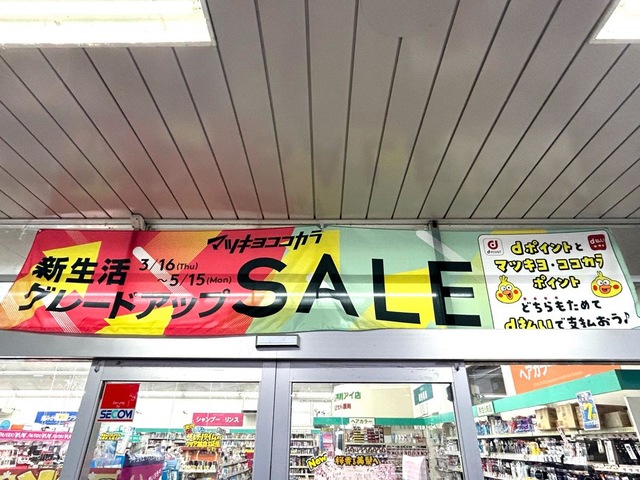 マツキヨココカラ
新生活
グレードアップ
3/16(Thu)
～5/15(Mon)
SALE
dポイントと
マツキヨ・ココカラ
ポイント
どちらもためて
d払いで支払おう♪
SECOM
シャンプー・リンス
ヘアカラー
New